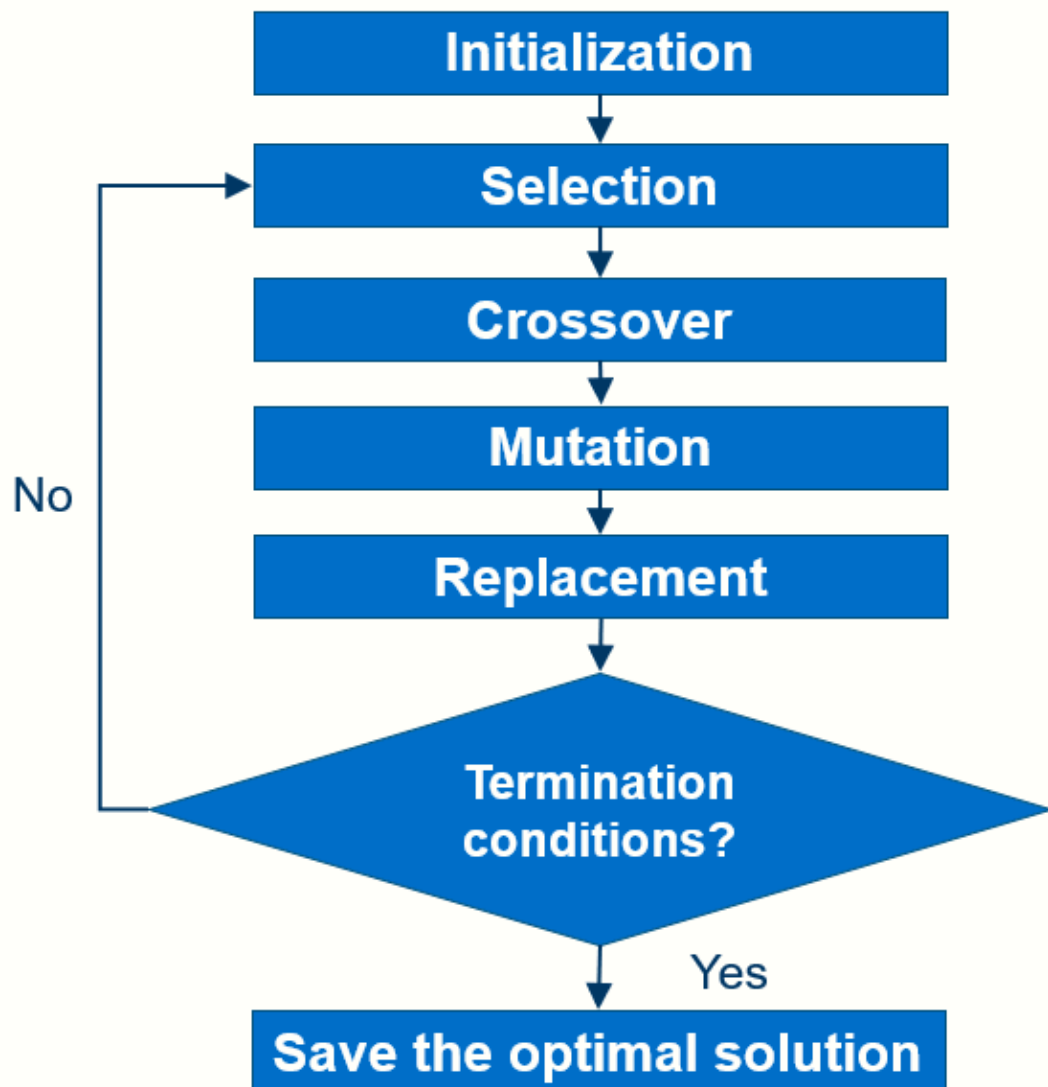 Initialization
Selection
Crossover
Mutation
No
Replacement
Termination
conditions?
Yes
Save the optimal solution